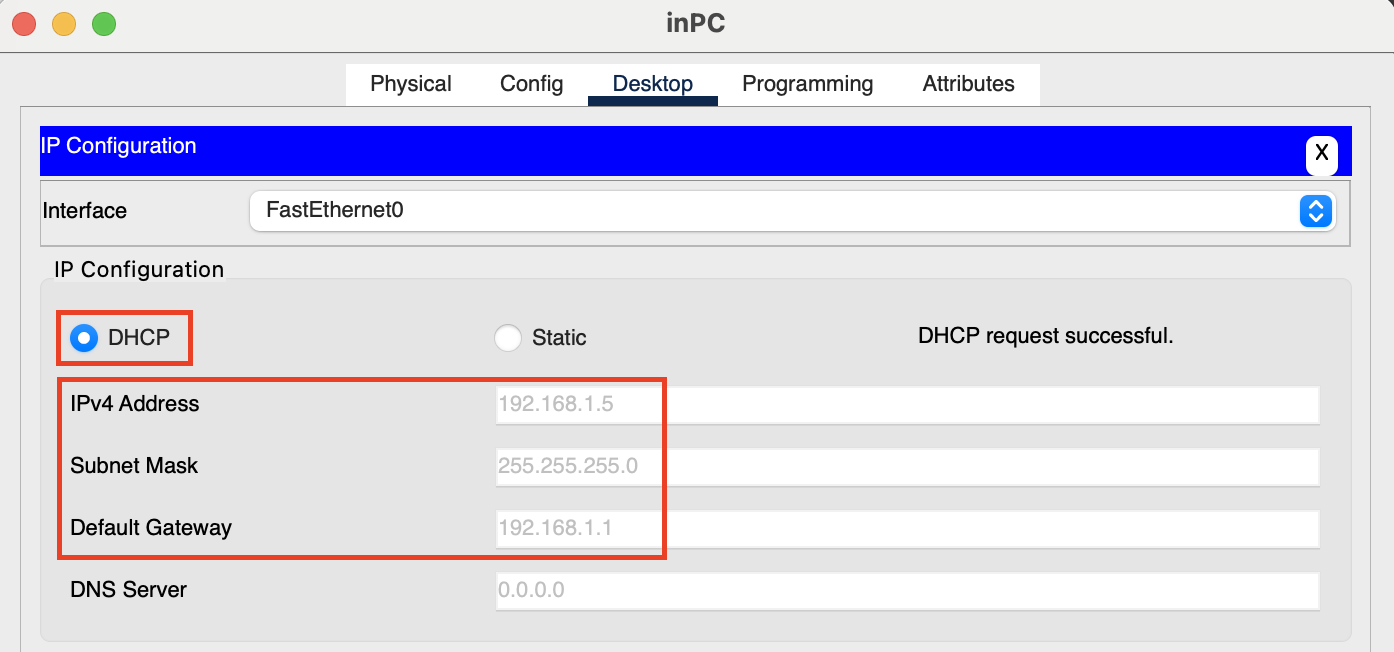 inPC
Physical Config Desktop Programming Attributes
IP Configuration X
Interface FastEthernet0
IP Configuration
DHCP Static DHCP request successful.
IPv4 Address 192.168.1.5
Subnet Mask 255.255.255.0
Default Gateway 192.168.1.1
DNS Server 0.0.0.0